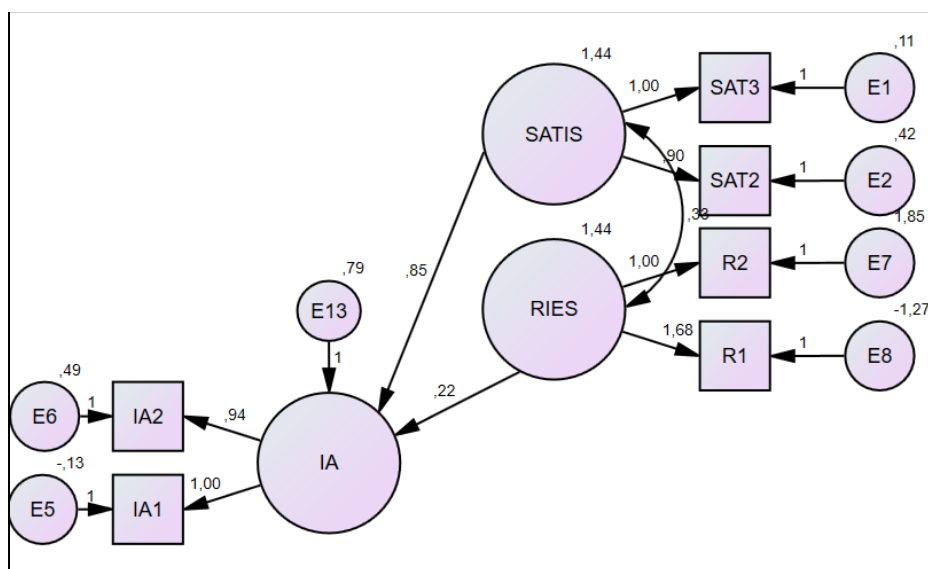 1,44
,11
SATIS
1,00
SAT3
1
E1
,90
,42
SAT2
1
E2
,33
1,44
1,85
RIES
1,00
R2
1
E7
-1,27
1,68
R1
1
E8
,85
,79
E13
1
,22
,49
E6
1
IA2
,94
IA
-,13
E5
1
IA1
1,00